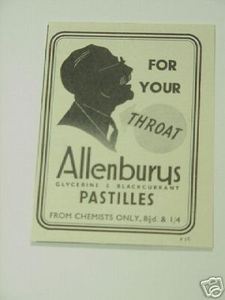 FOR
YOUR
THROAT
Allenburys
GLYCERINE & BLACKCURRANT
PASTILLES
FROM CHEMISTS ONLY, 8½d. & 1/4